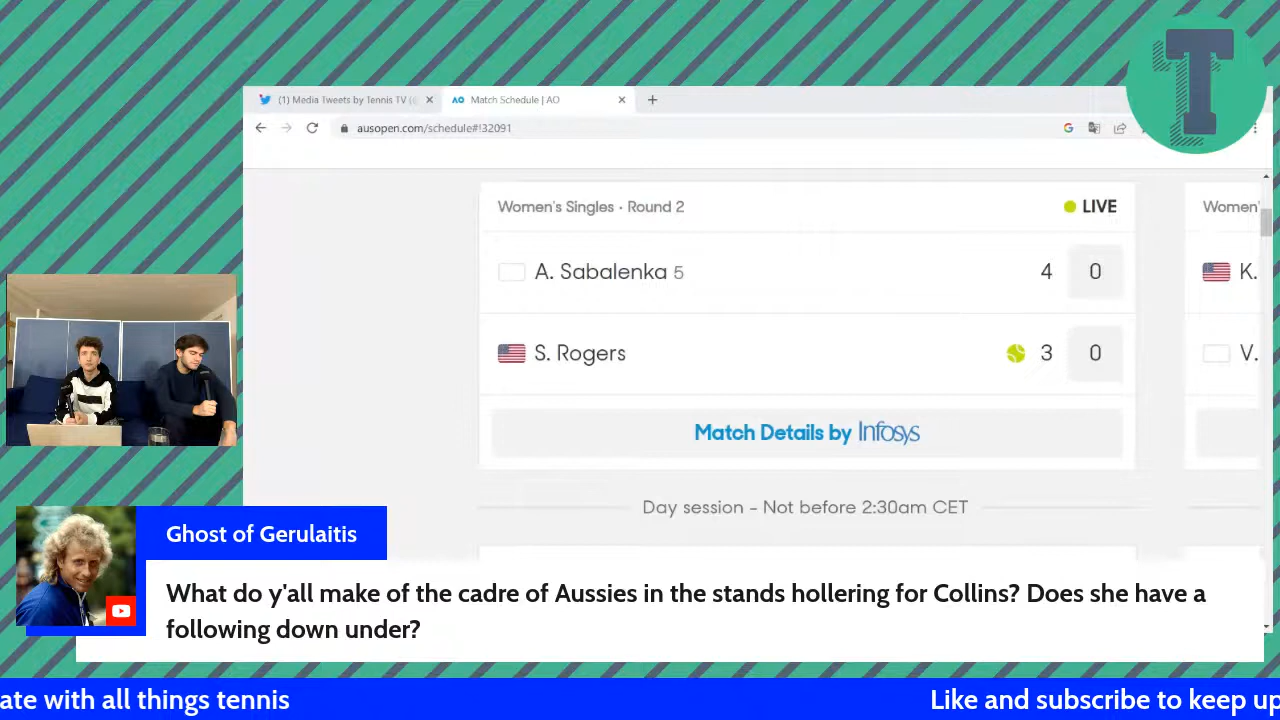 T
(1) Media Tweets by Tennis TV (@
AO Match Schedule | AO
ausopen.com/schedule#!32091
Women's Singles · Round 2
LIVE
Women'
A. Sabalenka 5
4 0
K.
S. Rogers
3 0
V.
Match Details by Infosys
Day session - Not before 2:30am CET
Ghost of Gerulaitis
What do y'all make of the cadre of Aussies in the stands hollering for Collins? Does she have a
following down under?
ate with all things tennis
Like and subscribe to keep up